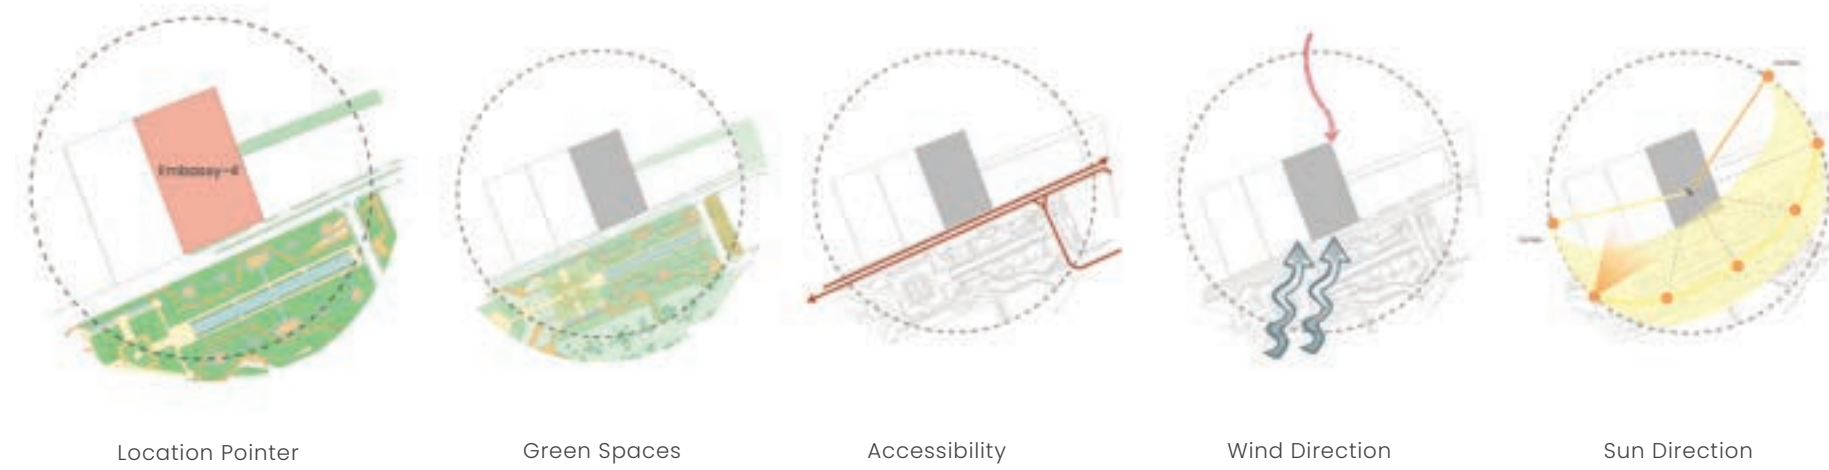 Embassy-4
Location Pointer
Green Spaces
Accessibility
Wind Direction
Sun Direction